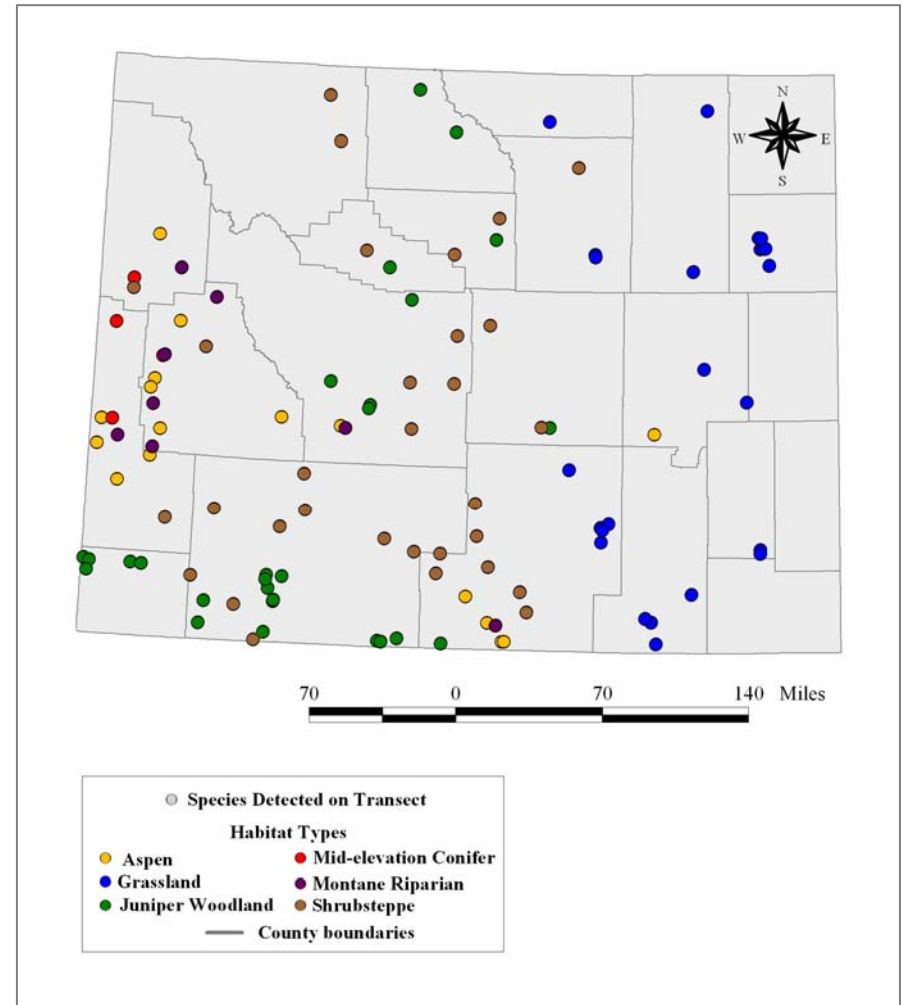 N
W E
S
70 0 70 140 Miles
Species Detected on Transect
Habitat Types
Aspen Mid-elevation Conifer
Grassland Montane Riparian
Juniper Woodland Shrubsteppe
County boundaries